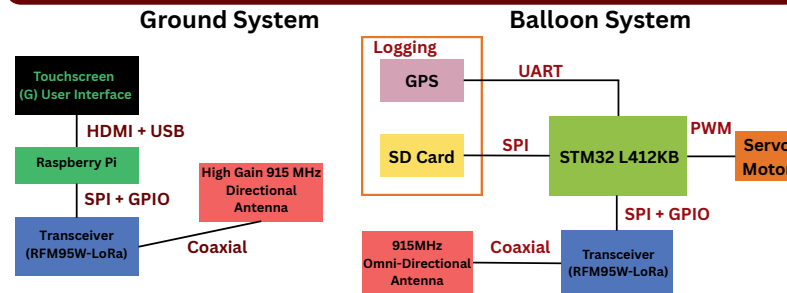 Ground System
Touchscreen
(G) User Interface
HDMI + USB
Raspberry Pi
SPI + GPIO
Transceiver
(RFM95W-LoRa)
High Gain 915 MHz
Directional
Antenna
Coaxial
Balloon System
Logging
GPS
UART
SD Card
SPI
STM32 L412KB
PWM
Servo
Motor
SPI + GPIO
915MHz
Omni-Directional
Antenna
Coaxial
Transceiver
(RFM95W-LoRa)